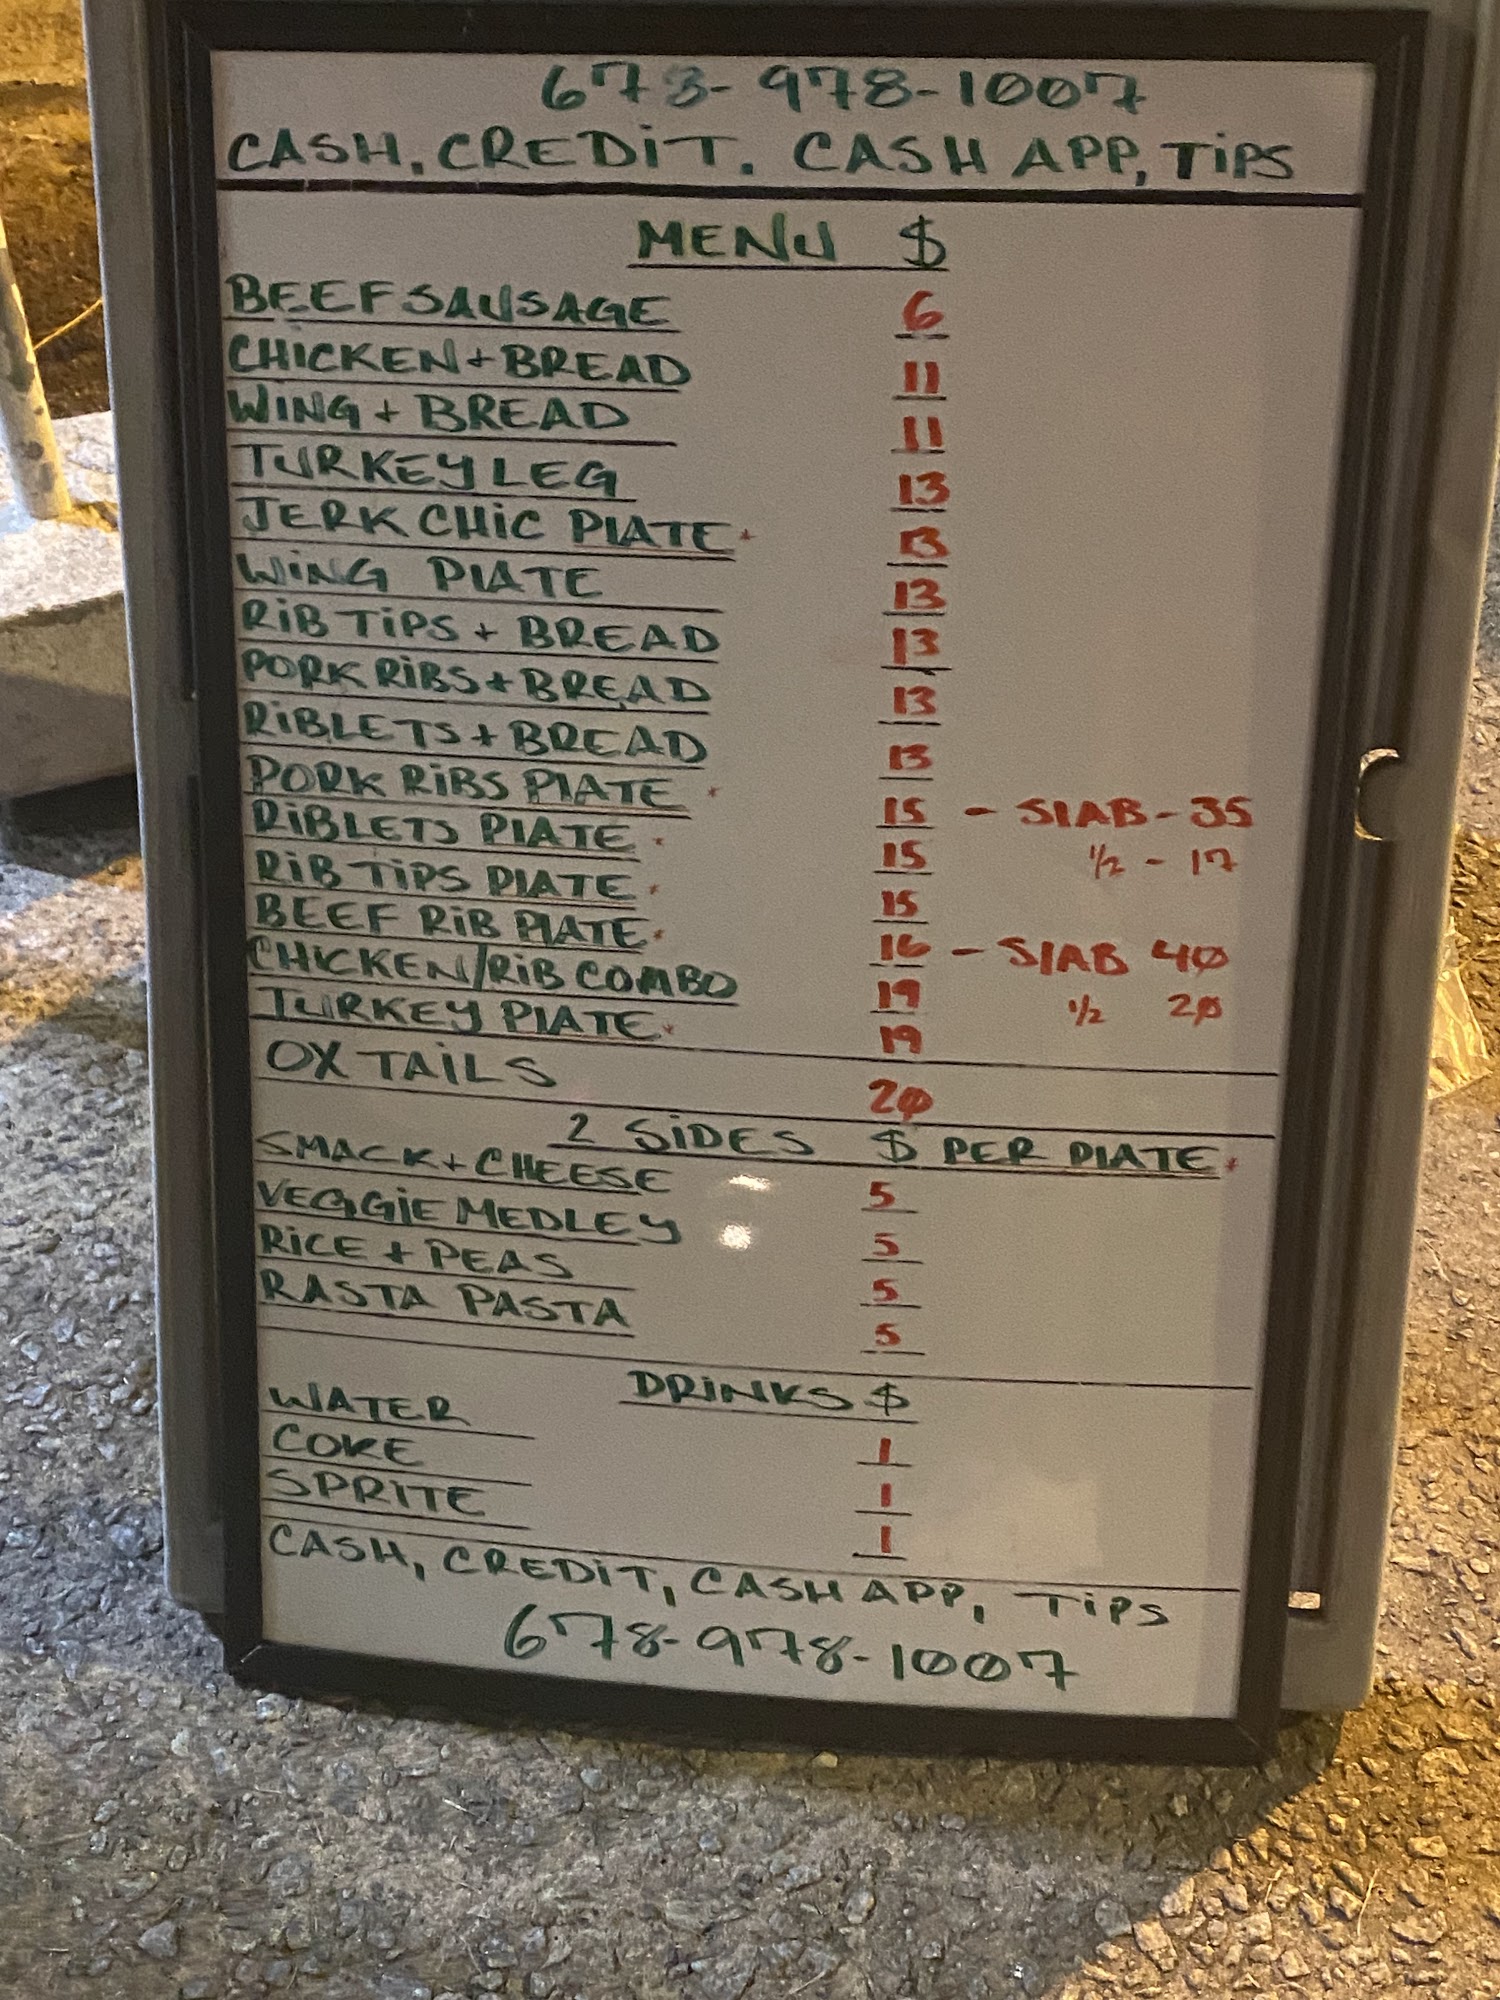 678-978-1007
CASH, CREDIT. CASH APP, TIPS
MENU $
BEEF SAUSAGE 6
CHICKEN + BREAD 11
WING + BREAD 11
TURKEY LEG 13
JERK CHIC PLATE * 13
WING PLATE 13
RIB TIPS + BREAD 13
PORK RIBS + BREAD 13
RIBLETS + BREAD 13
PORK RIBS PLATE * 15 - SLAB - 35
RIBLETS PLATE * 15 1/2 - 17
RIB TIPS PLATE * 15
BEEF RIB PLATE * 16 - SLAB 40
CHICKEN/RIB COMBO 19 1/2 20
TURKEY PLATE * 19
OX TAILS 20
2 SIDES $ PER PLATE *
SMACK + CHEESE 5
VEGGIE MEDLEY 5
RICE + PEAS 5
RASTA PASTA 5
DRINKS $
WATER 1
COKE 1
SPRITE 1
CASH, CREDIT, CASH APP, TIPS
678-978-1007